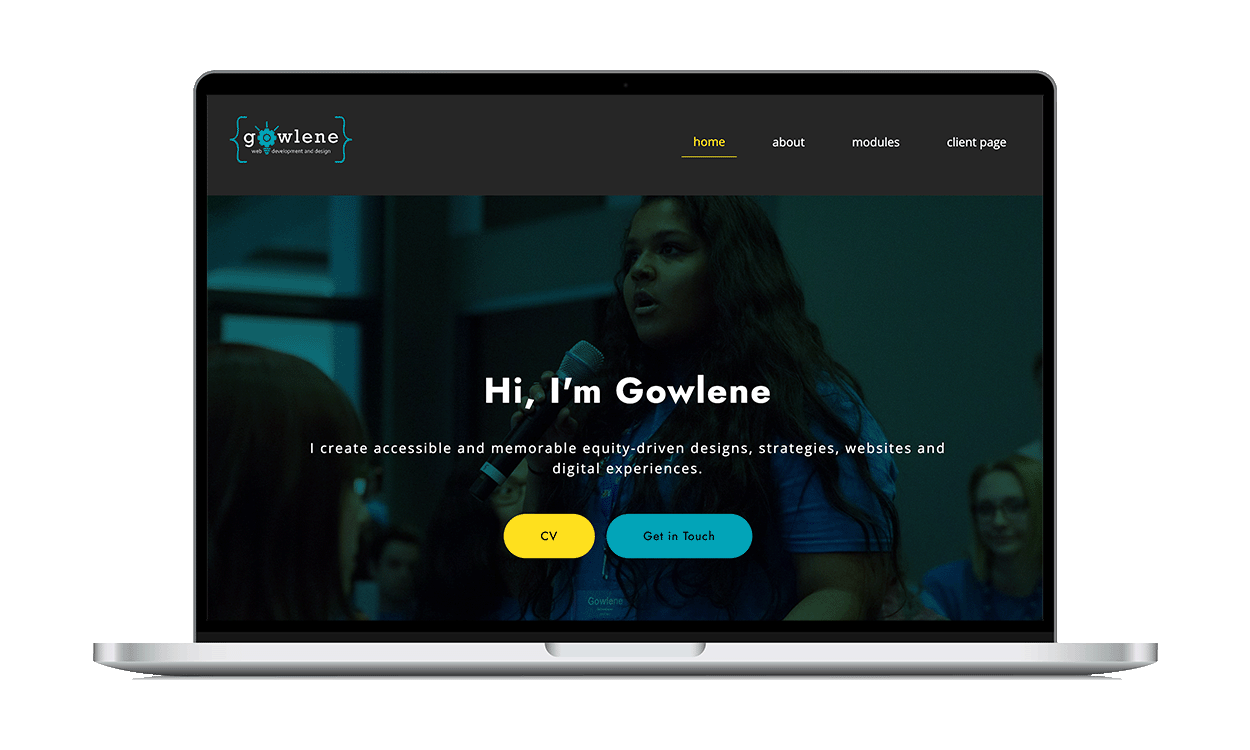 {gowlene}
web development and design
home about modules client page
Hi, I’m Gowlene
I create accessible and memorable equity-driven designs, strategies, websites and
digital experiences.
CV Get in Touch
Gowlene